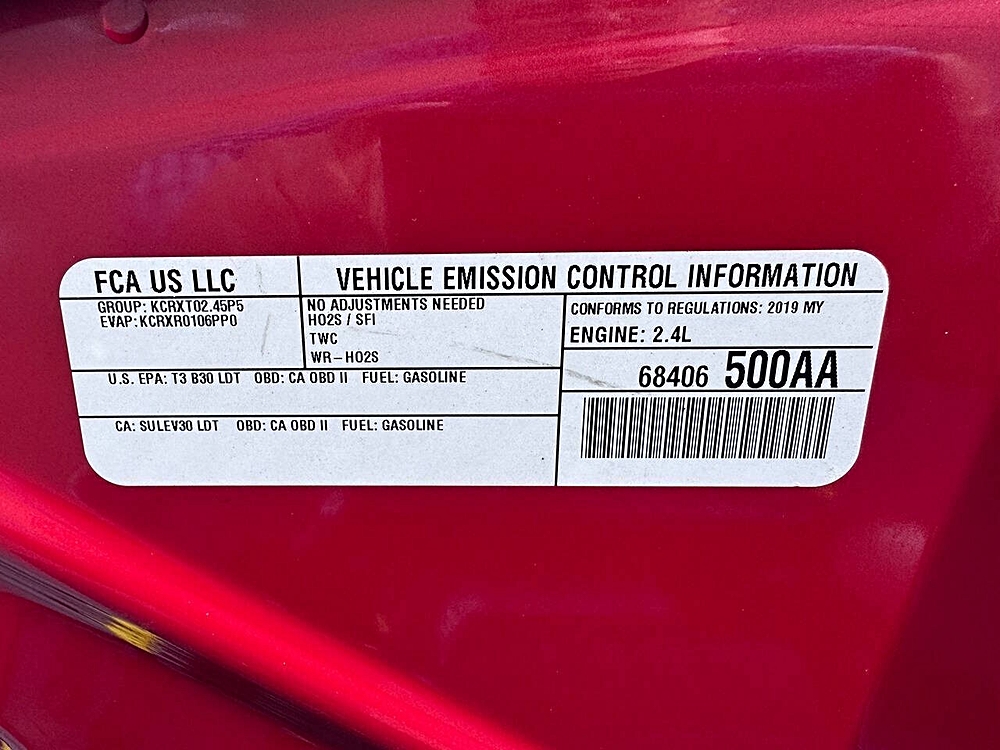 FCA US LLC
VEHICLE EMISSION CONTROL INFORMATION
GROUP: KCRXT02.45P5
EVAP:KCRXR0106PP0
NO ADJUSTMENTS NEEDED
HO2S / SFI
TWC
WR-HO2S
CONFORMS TO REGULATIONS: 2019 MY
ENGINE: 2.4L
68406 500AA
U.S. EPA: T3 B30 LDT OBD: CA OBD II FUEL: GASOLINE
CA: SULEV30 LDT OBD: CA OBD II FUEL: GASOLINE